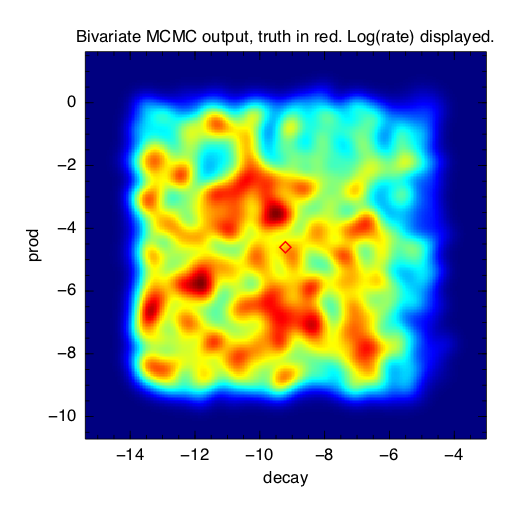 Bivariate MCMC output, truth in red. Log(rate) displayed.
0
−2
−4
−6
−8
−10
prod
−14 −12 −10 −8 −6 −4
decay